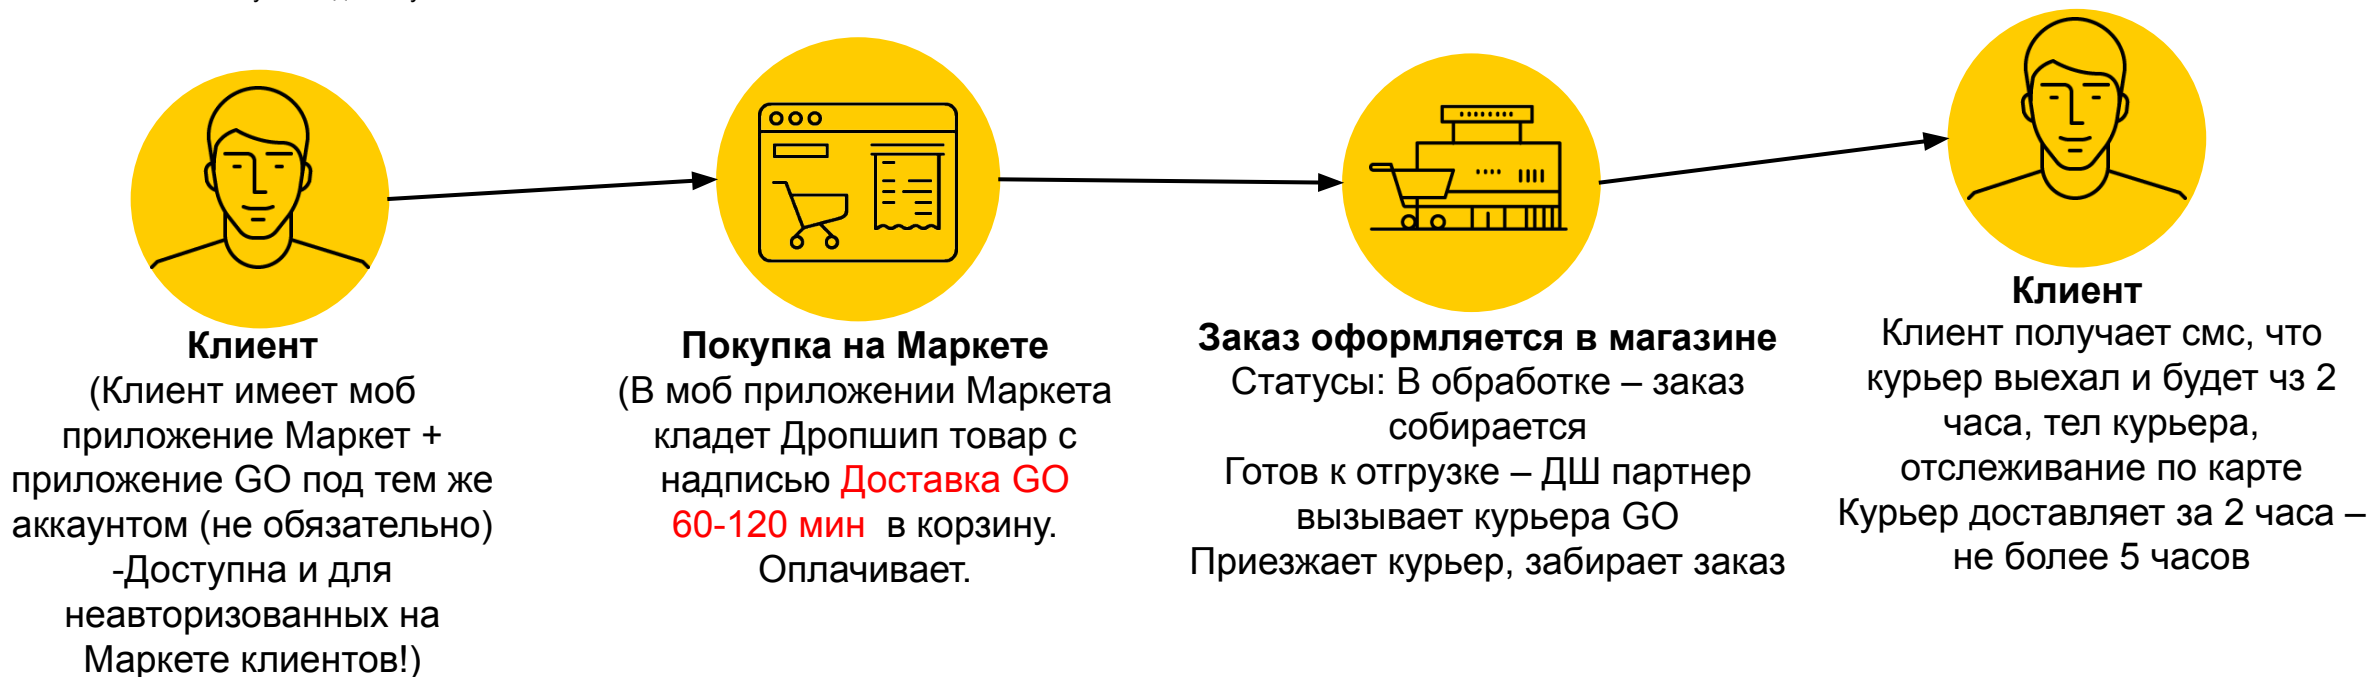 Клиент
(Клиент имеет моб
приложение Маркет +
приложение GO под тем же
аккаунтом (не обязательно)
-Доступна и для
неавторизованных на
Маркете клиентов!)
Покупка на Маркете
(В моб приложении Маркета
кладет Дропшип товар с
надписью Доставка GO
60-120 мин в корзину.
Оплачивает.
Заказ оформляется в магазине
Статусы: В обработке – заказ
собирается
Готов к отгрузке – ДШ партнер
вызывает курьера GO
Приезжает курьер, забирает заказ
Клиент
Клиент получает смс, что
курьер выехал и будет чз 2
часа, тел курьера,
отслеживание по карте
Курьер доставляет за 2 часа –
не более 5 часов